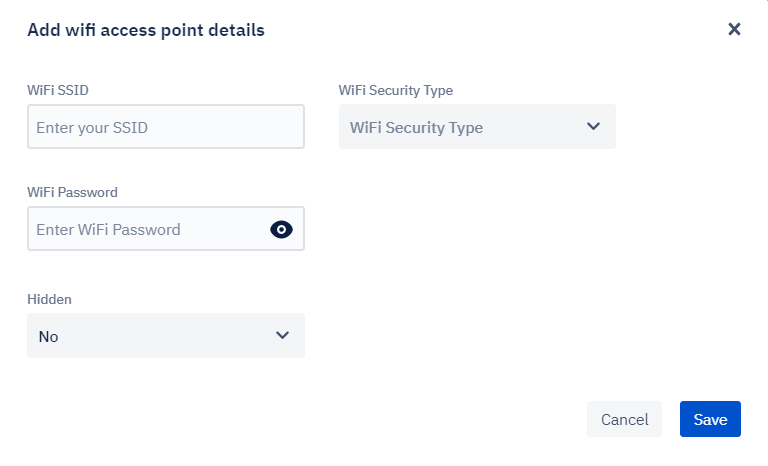 Add wifi access point details
WiFi SSID
Enter your SSID
WiFi Security Type
WiFi Security Type
WiFi Password
Enter WiFi Password
Hidden
No
Cancel
Save